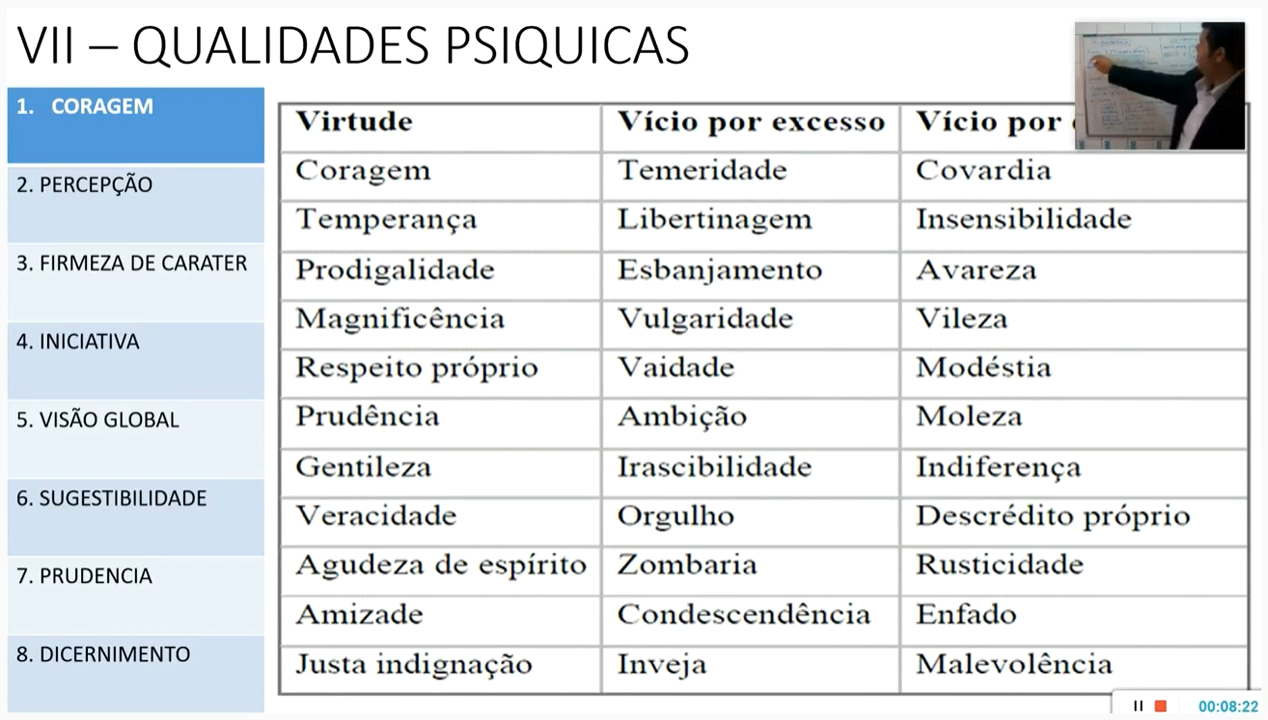 VII – QUALIDADES PSIQUICAS
1. CORAGEM
2. PERCEPÇÃO
3. FIRMEZA DE CARATER
4. INICIATIVA
5. VISÃO GLOBAL
6. SUGESTIBILIDADE
7. PRUDENCIA
8. DICERNIMENTO
Virtude Vício por excesso Vício por
Coragem Temeridade Covardia
Temperança Libertinagem Insensibilidade
Prodigalidade Esbanjamento Avareza
Magnificência Vulgaridade Vileza
Respeito próprio Vaidade Modéstia
Prudência Ambição Moleza
Gentileza Irascibilidade Indiferença
Veracidade Orgulho Descrédito próprio
Agudeza de espírito Zombaria Rusticidade
Amizade Condescendência Enfado
Justa indignação Inveja Malevolência
00:08:22